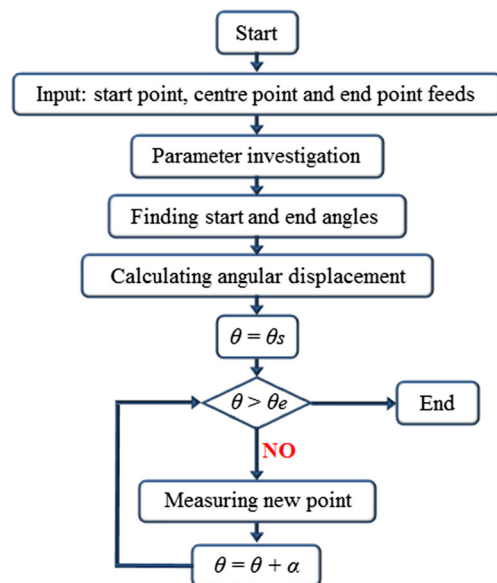 Start
Input: start point, centre point and end point feeds
Parameter investigation
Finding start and end angles
Calculating angular displacement
θ = θs
θ > θe
End
NO
Measuring new point
θ = θ + α